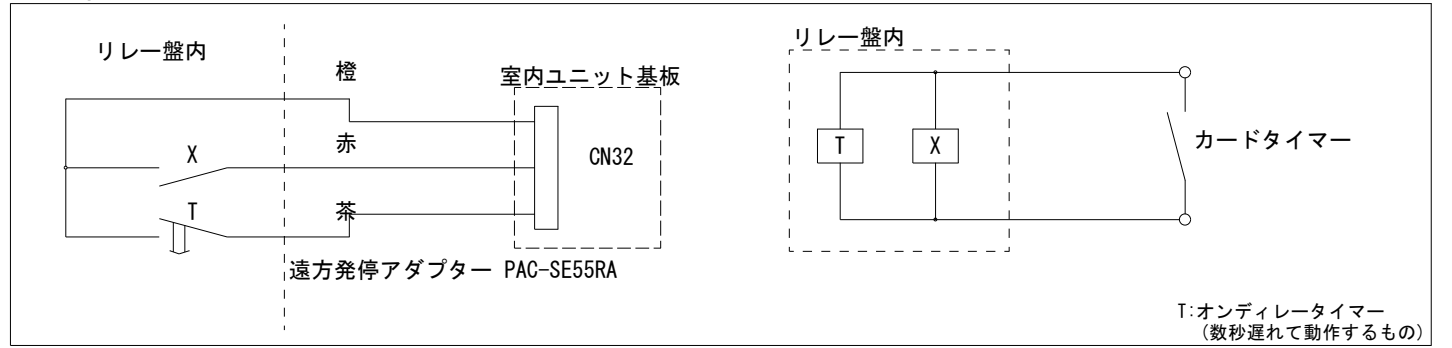 リレー盤内
橙
室内ユニット基板
赤
X
CN32
T
茶
遠方発停アダプター PAC-SE55RA
リレー盤内
T
X
カードタイマー
T:オンディレータイマー
(数秒遅れて動作するもの)